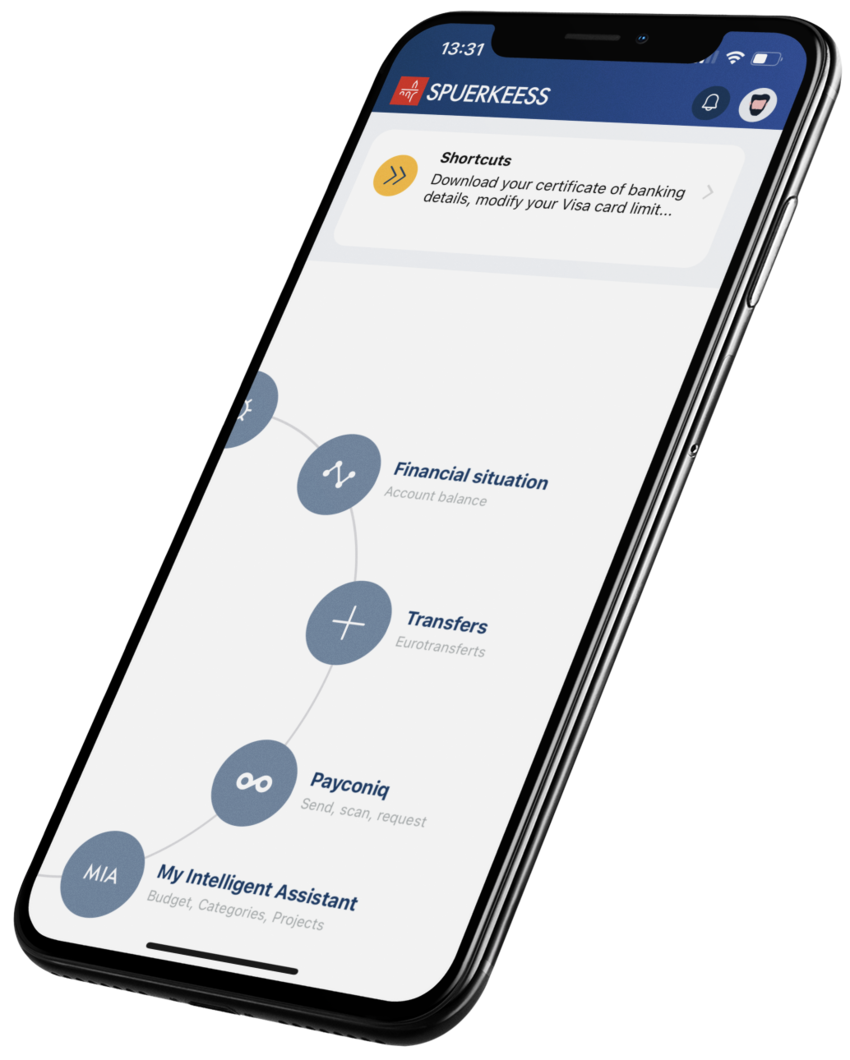 13:31
SPUERKEESS
Shortcuts
Download your certificate of banking
details, modify your Visa card limit...
Financial situation
Account balance
Transfers
Eurotransferts
Payconiq
Send, scan, request
MIA
My Intelligent Assistant
Budget, Categories, Projects